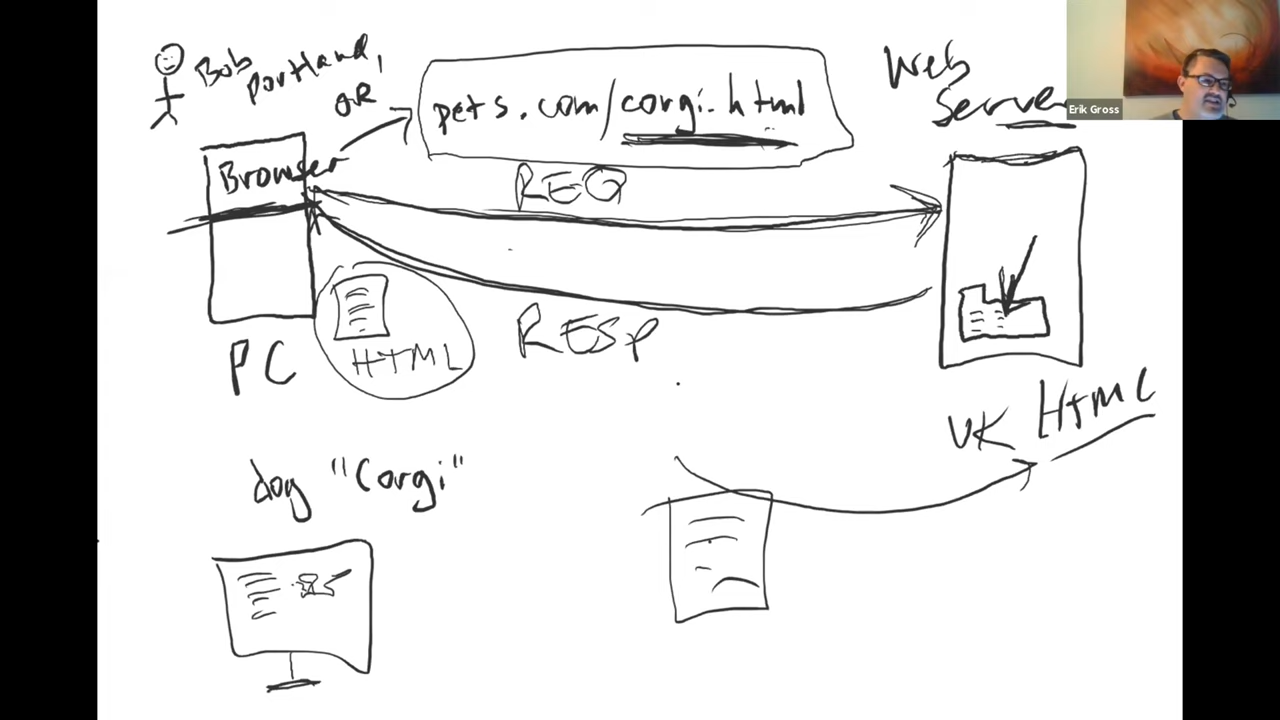 Bob
Portland,
OR
pets.com/corgi.html
Web
Server
Erik Gross
Browser
REQ
RESP
PC
HTML
UK HTML
dog "Corgi"